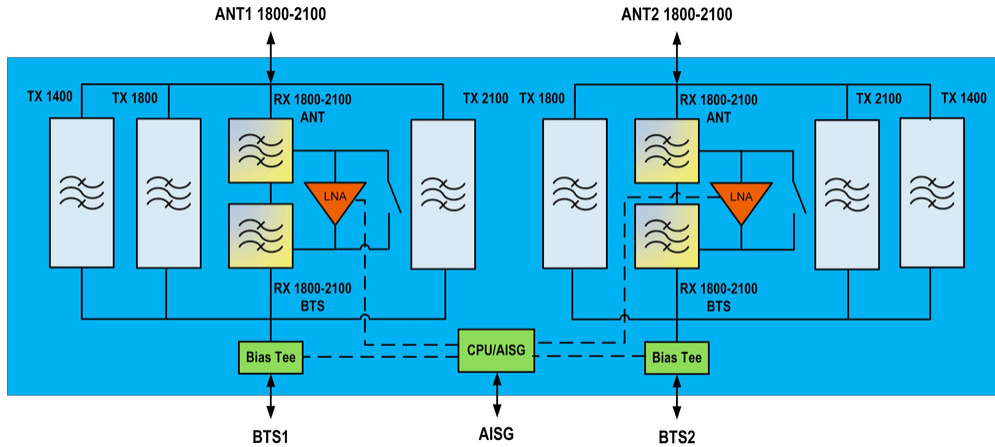 ANT1 1800-2100
ANT2 1800-2100
TX 1400
TX 1800
RX 1800-2100
ANT
TX 2100
TX 1800
RX 1800-2100
ANT
TX 2100
TX 1400
LNA
LNA
RX 1800-2100
BTS
RX 1800-2100
BTS
Bias Tee
CPU/AISG
Bias Tee
BTS1
AISG
BTS2